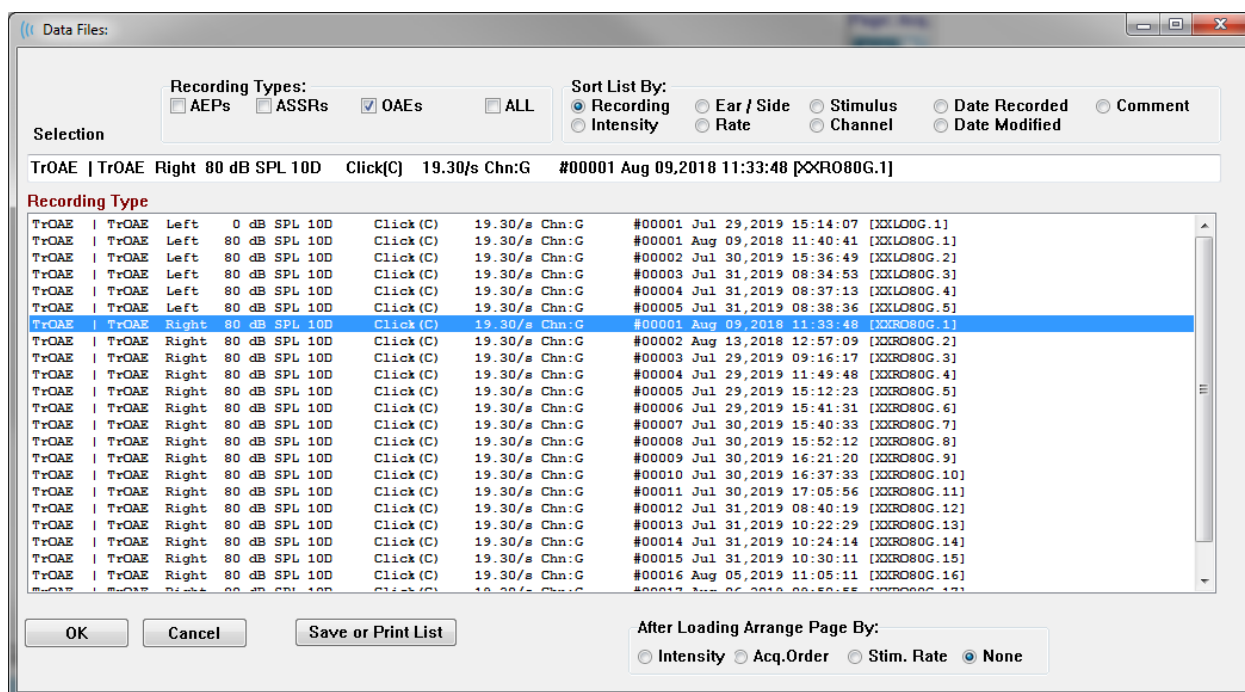 Data Files:
Recording Types:
AEPs ASSRs OAEs ALL
Sort List By:
Recording Ear / Side Stimulus Date Recorded Comment
Intensity Rate Channel Date Modified
Selection
TrOAE | TrOAE Right 80 dB SPL 10D Click(C) 19.30/s Chn:G #00001 Aug 09,2018 11:33:48 [XXRO80G.1]
Recording Type
TrOAE | TrOAE Left 0 dB SPL 10D Click(C) 19.30/s Chn:G #00001 Jul 29,2019 15:14:07 [XXLO0G.1]
TrOAE | TrOAE Left 80 dB SPL 10D Click(C) 19.30/s Chn:G #00001 Aug 09,2018 11:40:41 [XXLO80G.1]
TrOAE | TrOAE Left 80 dB SPL 10D Click(C) 19.30/s Chn:G #00002 Jul 30,2019 15:36:49 [XXLO80G.2]
TrOAE | TrOAE Left 80 dB SPL 10D Click(C) 19.30/s Chn:G #00003 Jul 31,2019 08:34:53 [XXLO80G.3]
TrOAE | TrOAE Left 80 dB SPL 10D Click(C) 19.30/s Chn:G #00004 Jul 31,2019 08:37:13 [XXLO80G.4]
TrOAE | TrOAE Left 80 dB SPL 10D Click(C) 19.30/s Chn:G #00005 Jul 31,2019 08:38:36 [XXLO80G.5]
TrOAE | TrOAE Right 80 dB SPL 10D Click(C) 19.30/s Chn:G #00001 Aug 09,2018 11:33:48 [XXRO80G.1]
TrOAE | TrOAE Right 80 dB SPL 10D Click(C) 19.30/s Chn:G #00002 Aug 13,2018 12:57:09 [XXRO80G.2]
TrOAE | TrOAE Right 80 dB SPL 10D Click(C) 19.30/s Chn:G #00003 Jul 29,2019 09:16:17 [XXRO80G.3]
TrOAE | TrOAE Right 80 dB SPL 10D Click(C) 19.30/s Chn:G #00004 Jul 29,2019 11:49:48 [XXRO80G.4]
TrOAE | TrOAE Right 80 dB SPL 10D Click(C) 19.30/s Chn:G #00005 Jul 29,2019 15:12:23 [XXRO80G.5]
TrOAE | TrOAE Right 80 dB SPL 10D Click(C) 19.30/s Chn:G #00006 Jul 29,2019 15:41:31 [XXRO80G.6]
TrOAE | TrOAE Right 80 dB SPL 10D Click(C) 19.30/s Chn:G #00007 Jul 30,2019 15:40:33 [XXRO80G.7]
TrOAE | TrOAE Right 80 dB SPL 10D Click(C) 19.30/s Chn:G #00008 Jul 30,2019 15:52:12 [XXRO80G.8]
TrOAE | TrOAE Right 80 dB SPL 10D Click(C) 19.30/s Chn:G #00009 Jul 30,2019 16:21:20 [XXRO80G.9]
TrOAE | TrOAE Right 80 dB SPL 10D Click(C) 19.30/s Chn:G #00010 Jul 30,2019 16:37:33 [XXRO80G.10]
TrOAE | TrOAE Right 80 dB SPL 10D Click(C) 19.30/s Chn:G #00011 Jul 30,2019 17:05:56 [XXRO80G.11]
TrOAE | TrOAE Right 80 dB SPL 10D Click(C) 19.30/s Chn:G #00012 Jul 31,2019 08:40:19 [XXRO80G.12]
TrOAE | TrOAE Right 80 dB SPL 10D Click(C) 19.30/s Chn:G #00013 Jul 31,2019 10:22:29 [XXRO80G.13]
TrOAE | TrOAE Right 80 dB SPL 10D Click(C) 19.30/s Chn:G #00014 Jul 31,2019 10:24:14 [XXRO80G.14]
TrOAE | TrOAE Right 80 dB SPL 10D Click(C) 19.30/s Chn:G #00015 Jul 31,2019 10:30:11 [XXRO80G.15]
TrOAE | TrOAE Right 80 dB SPL 10D Click(C) 19.30/s Chn:G #00016 Aug 05,2019 11:05:11 [XXRO80G.16]
OK Cancel Save or Print List
After Loading Arrange Page By:
Intensity Acq.Order Stim. Rate None